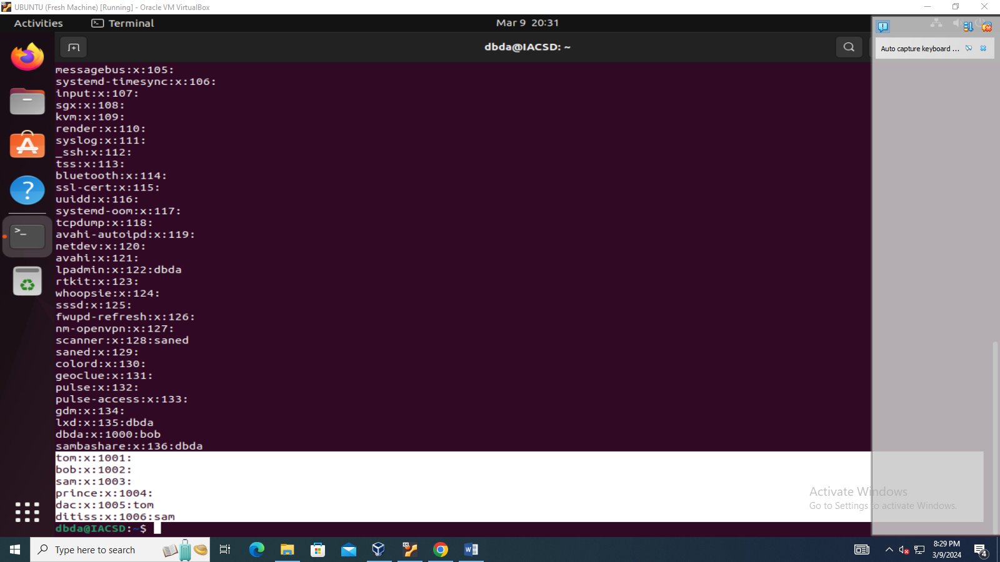 UBUNTU (Fresh Machine) [Running] - Oracle VM VirtualBox
Activities
Terminal
Mar 9 20:31
dbda@IACSD: ~
Auto capture keyboard ...
messagebus:x:105:
systemd-timesync:x:106:
input:x:107:
sgx:x:108:
kvm:x:109:
render:x:110:
syslog:x:111:
_ssh:x:112:
tss:x:113:
bluetooth:x:114:
ssl-cert:x:115:
uuidd:x:116:
systemd-oom:x:117:
tcpdump:x:118:
avahi-autoipd:x:119:
netdev:x:120:
avahi:x:121:
lpadmin:x:122:dbda
rtkit:x:123:
whoopsie:x:124:
sssd:x:125:
fwupd-refresh:x:126:
nm-openvpn:x:127:
scanner:x:128:saned
saned:x:129:
colord:x:130:
geoclue:x:131:
pulse:x:132:
pulse-access:x:133:
gdm:x:134:
lxd:x:135:dbda
dbda:x:1000:bob
sambashare:x:136:dbda
tom:x:1001:
bob:x:1002:
sam:x:1003:
prince:x:1004:
dac:x:1005:tom
ditiss:x:1006:sam
dbda@IACSD:~$
Activate Windows
Go to Settings to activate Windows.
Type here to search
8:29 PM
3/9/2024
4